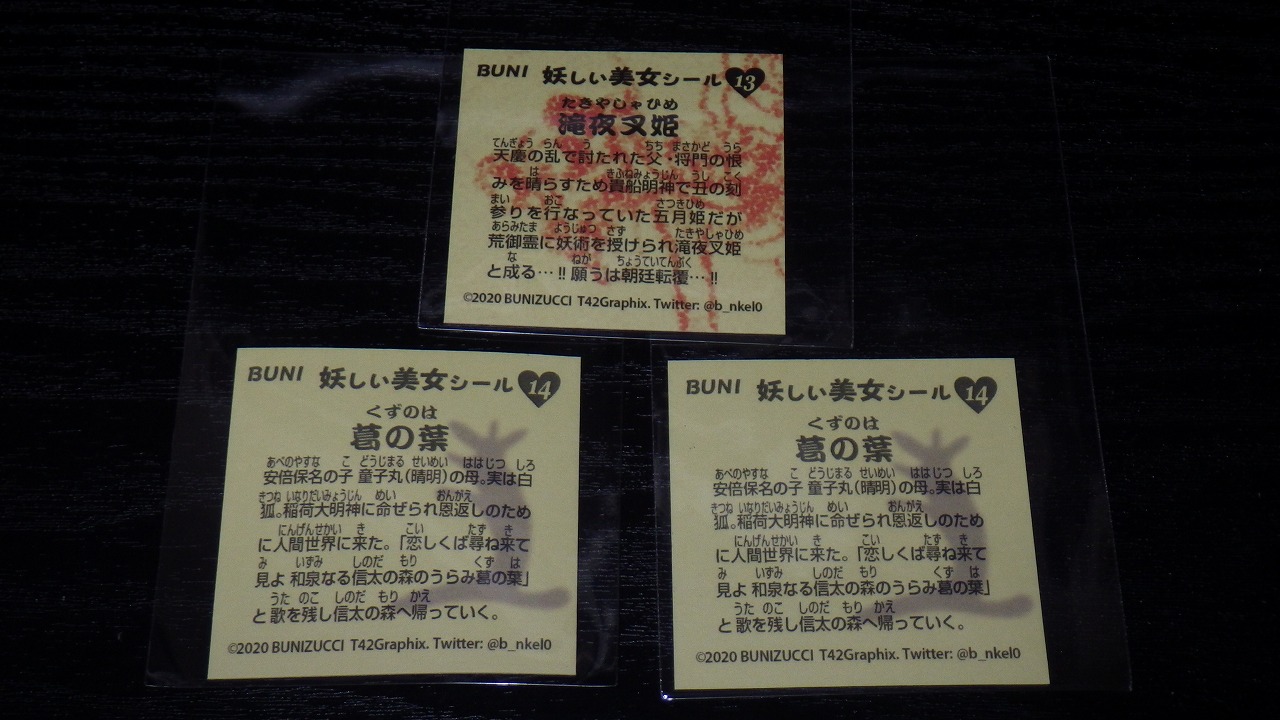 BUNI 妖しい美女シール 13
たきやしゃひめ
滝夜叉姫
てんぎょう らん う ちち まさかど うら
天慶の乱で討たれた父・将門の恨
は きふねみょうじん うし こく
みを晴らすため貴船明神で丑の刻
まい おこ さつきひめ
参りを行なっていた五月姫だが
あらみたま ようじゅつ さず たきやしゃひめ
荒御霊に妖術を授けられ滝夜叉姫
な ねが ちょうていてんぷく
と成る…!! 願うは朝廷転覆…!!
©2020 BUNIZUCCI T42Graphix. Twitter: @b_nkel0
BUNI 妖しい美女シール 14
くずのは
葛の葉
あべのやすな こ どうじまる せいめい はは じつ しろ
安倍保名の子 童子丸(晴明)の母。実は白
きつね いなりだいみょうじん めい おんがえ
狐。稲荷大明神に命ぜられ恩返しのため
にんげんせかい き こい たず き
に人間世界に来た。「恋しくば尋ね来て
み いずみ しのだ もり くず は
見よ 和泉なる信太の森のうらみ葛の葉」
うた のこ しのだ もり かえ
と歌を残し信太の森へ帰っていく。
©2020 BUNIZUCCI T42Graphix. Twitter: @b_nkel0
BUNI 妖しい美女シール 14
くずのは
葛の葉
あべのやすな こ どうじまる せいめい はは じつ しろ
安倍保名の子 童子丸(晴明)の母。実は白
きつね いなりだいみょうじん めい おんがえ
狐。稲荷大明神に命ぜられ恩返しのため
にんげんせかい き こい たず き
に人間世界に来た。「恋しくば尋ね来て
み いずみ しのだ もり くず は
見よ 和泉なる信太の森のうらみ葛の葉」
うた のこ しのだ もり かえ
と歌を残し信太の森へ帰っていく。
©2020 BUNIZUCCI T42Graphix. Twitter: @b_nkel0